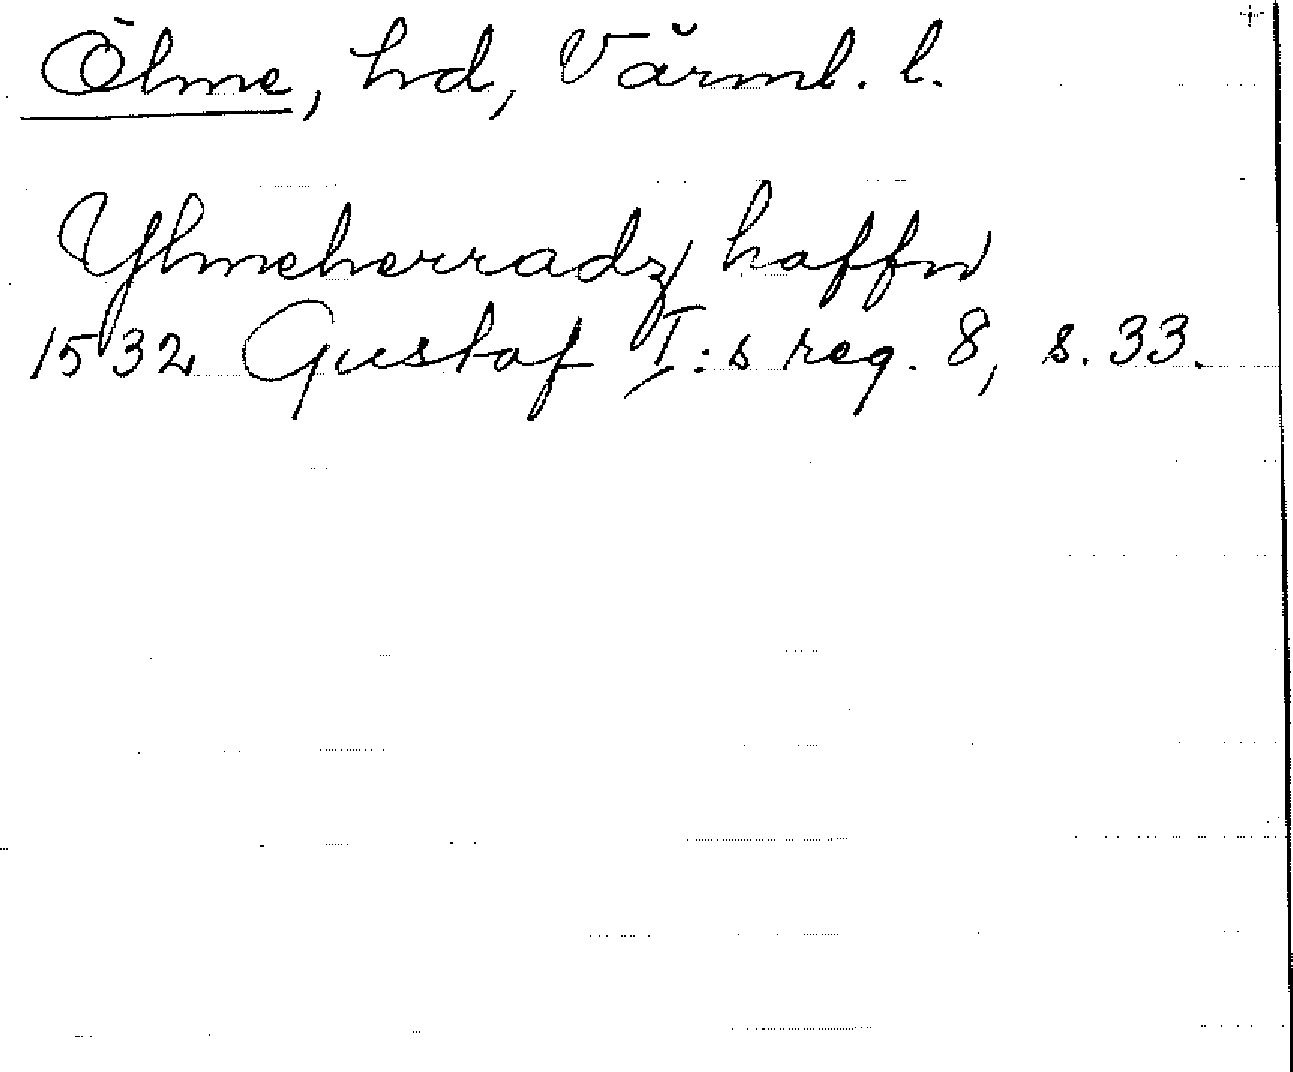 Ölme, hd, Värml. l.
Ylmeherradz haffn
1532 Gustaf I:s reg. 8, s. 33.